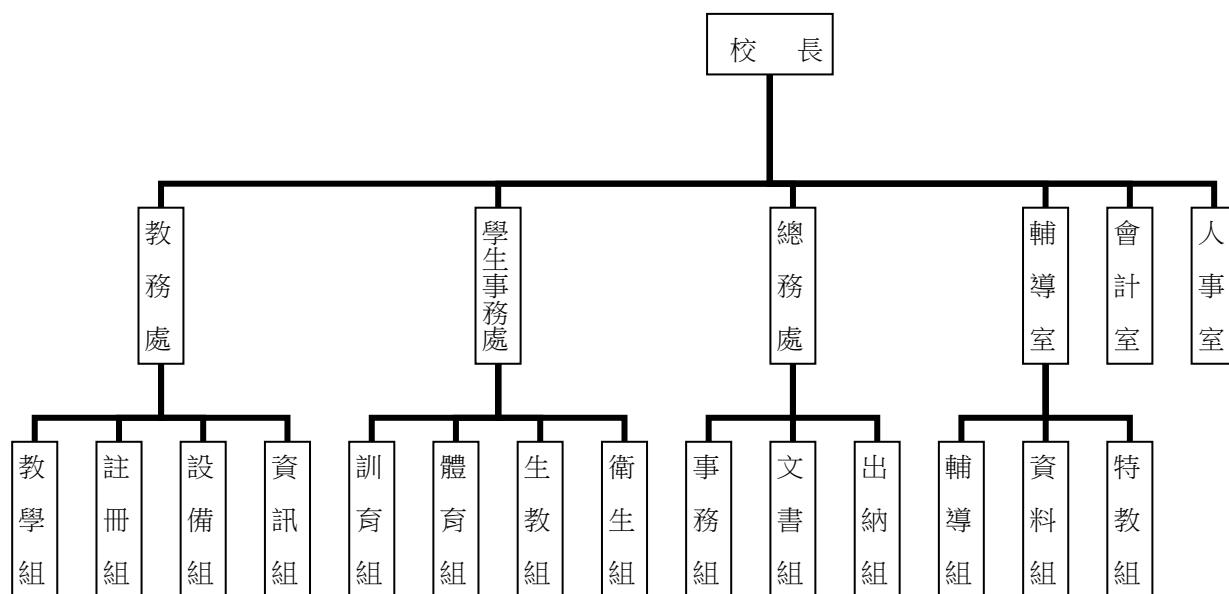 校長
教務處
學生事務處
總務處
輔導室
會計室
人事室
教學組
註冊組
設備組
資訊組
訓育組
體育組
生教組
衛生組
事務組
文書組
出納組
輔導組
資料組
特教組